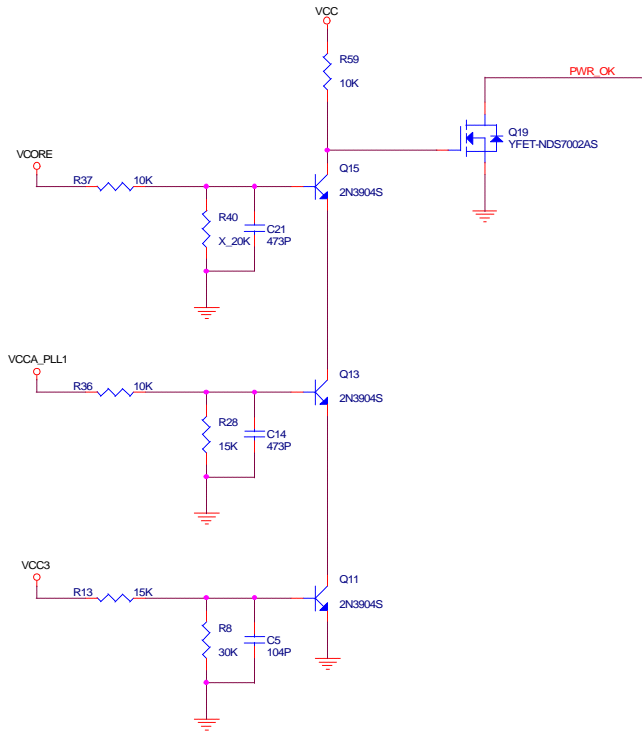 VCC
R59
10K
PWR_OK
Q19
YFET-NDS7002AS
VCORE
R37 10K
Q15
2N3904S
R40
X_20K
C21
473P
VCCA_PLL1
R36 10K
Q13
2N3904S
R28
15K
C14
473P
VCC3
R13 15K
Q11
2N3904S
R8
30K
C5
104P